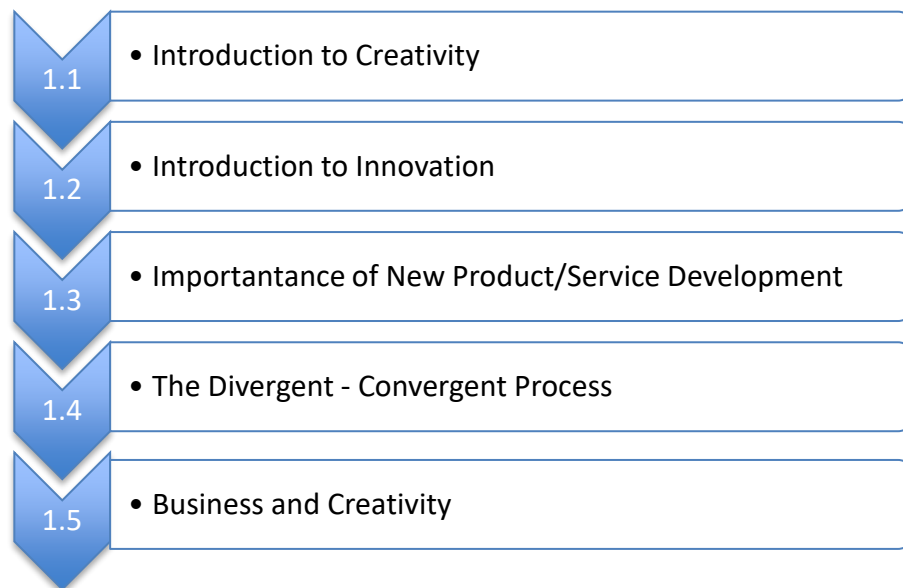 1.1
• Introduction to Creativity
1.2
• Introduction to Innovation
1.3
• Importantance of New Product/Service Development
1.4
• The Divergent - Convergent Process
1.5
• Business and Creativity